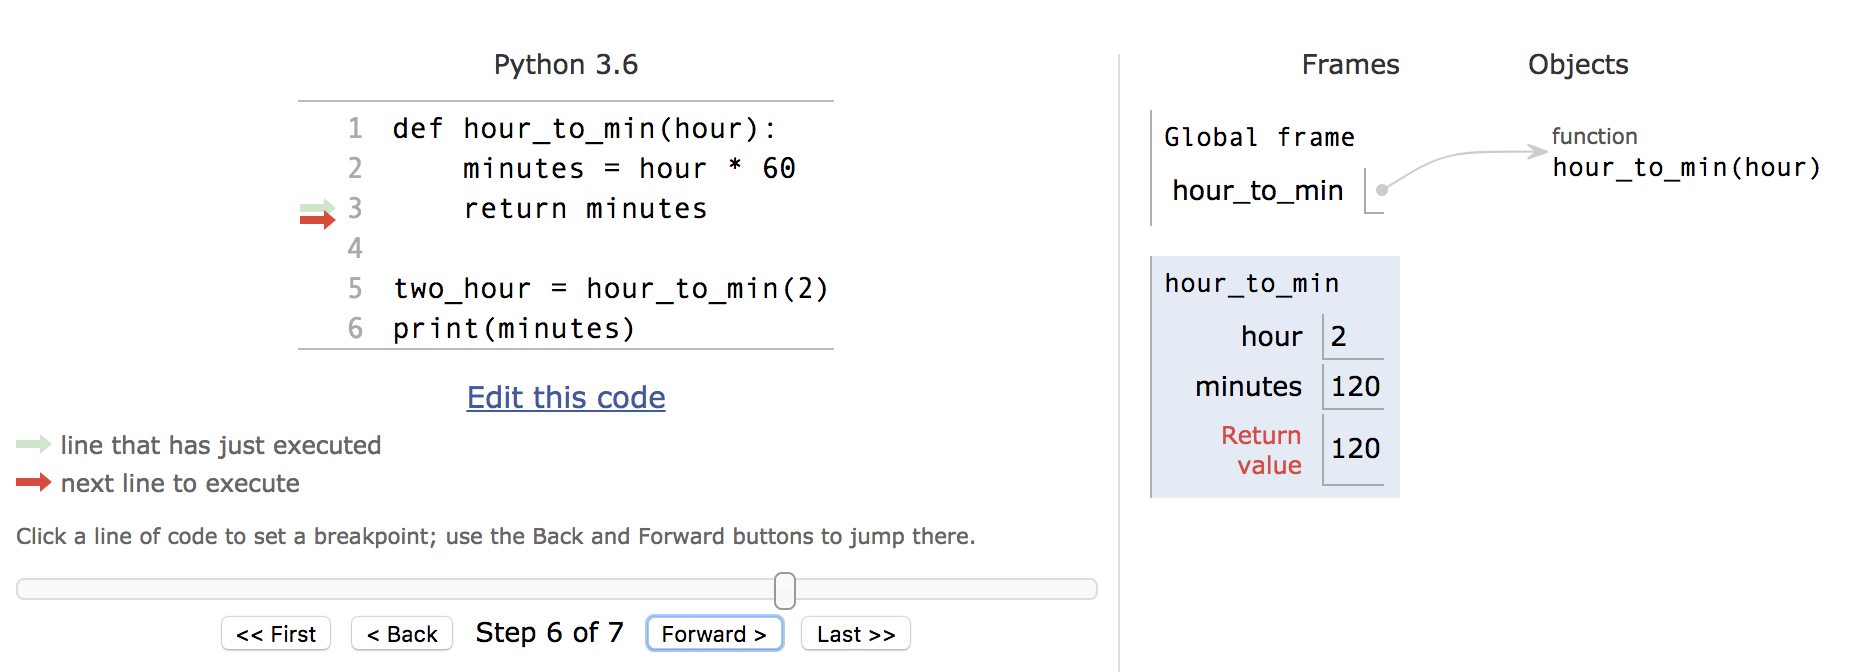 Python 3.6
1 def hour_to_min(hour):
2     minutes = hour * 60
3     return minutes
4
5 two_hour = hour_to_min(2)
6 print(minutes)
Edit this code
line that has just executed
next line to execute
Click a line of code to set a breakpoint; use the Back and Forward buttons to jump there.
<< First < Back Step 6 of 7 Forward > Last >>
Frames Objects
Global frame
hour_to_min
function
hour_to_min(hour)
hour_to_min
hour 2
minutes 120
Return
value 120